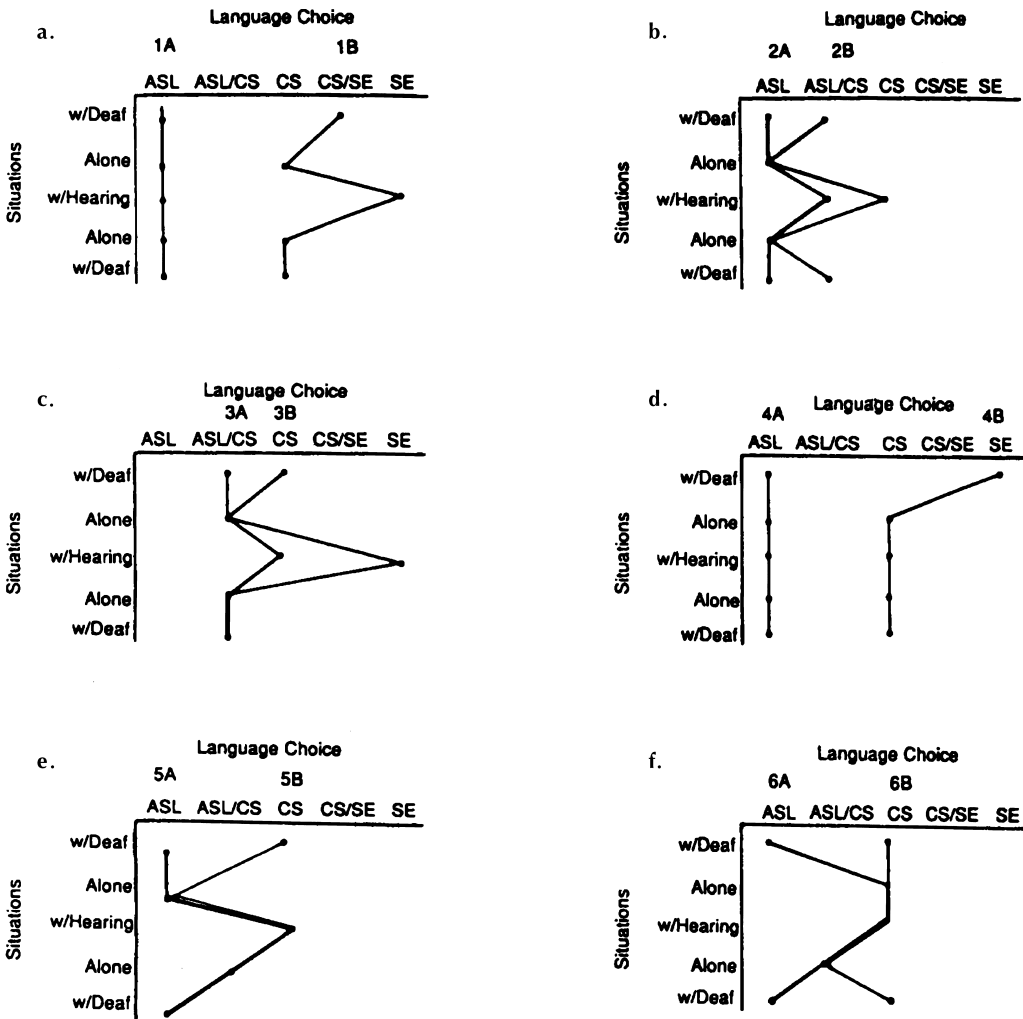 a.
Language Choice
1A 1B
ASL ASL/CS CS CS/SE SE
Situations
w/Deaf
Alone
w/Hearing
Alone
w/Deaf
b.
Language Choice
2A 2B
ASL ASL/CS CS CS/SE SE
Situations
w/Deaf
Alone
w/Hearing
Alone
w/Deaf
c.
Language Choice
3A 3B
ASL ASL/CS CS CS/SE SE
Situations
w/Deaf
Alone
w/Hearing
Alone
w/Deaf
d.
Language Choice
4A 4B
ASL ASL/CS CS CS/SE SE
Situations
w/Deaf
Alone
w/Hearing
Alone
w/Deaf
e.
Language Choice
5A 5B
ASL ASL/CS CS CS/SE SE
Situations
w/Deaf
Alone
w/Hearing
Alone
w/Deaf
f.
Language Choice
6A 6B
ASL ASL/CS CS CS/SE SE
Situations
w/Deaf
Alone
w/Hearing
Alone
w/Deaf